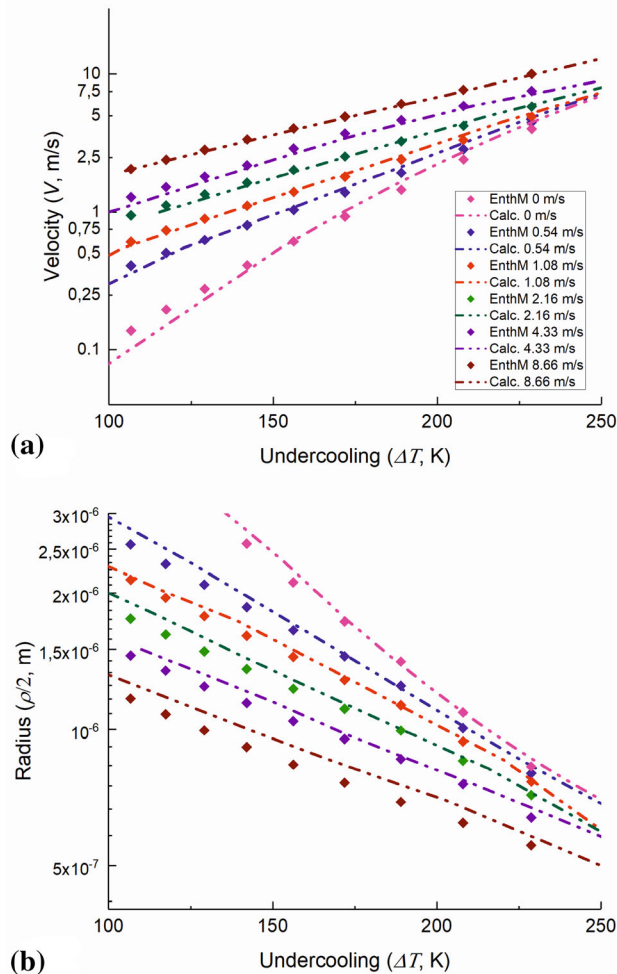 10
7,5
5
2,5
1
0,75
0,5
0,25
0,1
Velocity (V, m/s)
EnthM 0 m/s
Calc. 0 m/s
EnthM 0.54 m/s
Calc. 0.54 m/s
EnthM 1.08 m/s
Calc. 1.08 m/s
EnthM 2.16 m/s
Calc. 2.16 m/s
EnthM 4.33 m/s
Calc. 4.33 m/s
EnthM 8.66 m/s
Calc. 8.66 m/s
100 150 200 250
(a) Undercooling (ΔT, K)
3x10⁻⁶
2,5x10⁻⁶
2x10⁻⁶
1,5x10⁻⁶
10⁻⁶
5x10⁻⁷
Radius (ρ/2, m)
100 150 200 250
(b) Undercooling (ΔT, K)